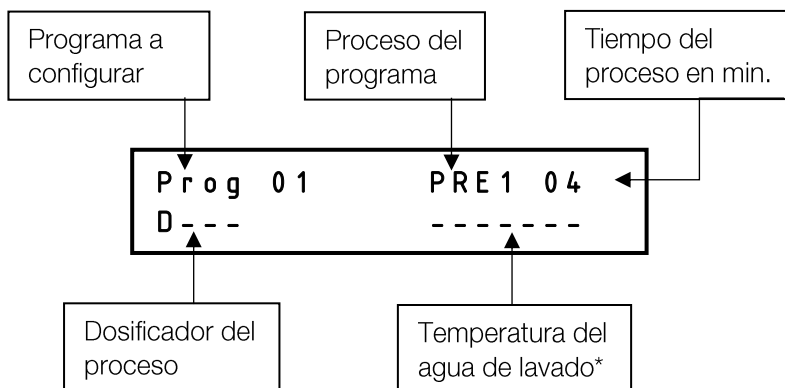 Programa a
configurar
Proceso del
programa
Tiempo del
proceso en min.
Prog 01 PRE1 04
D--- -------
Dosificador del
proceso
Temperatura del
agua de lavado*